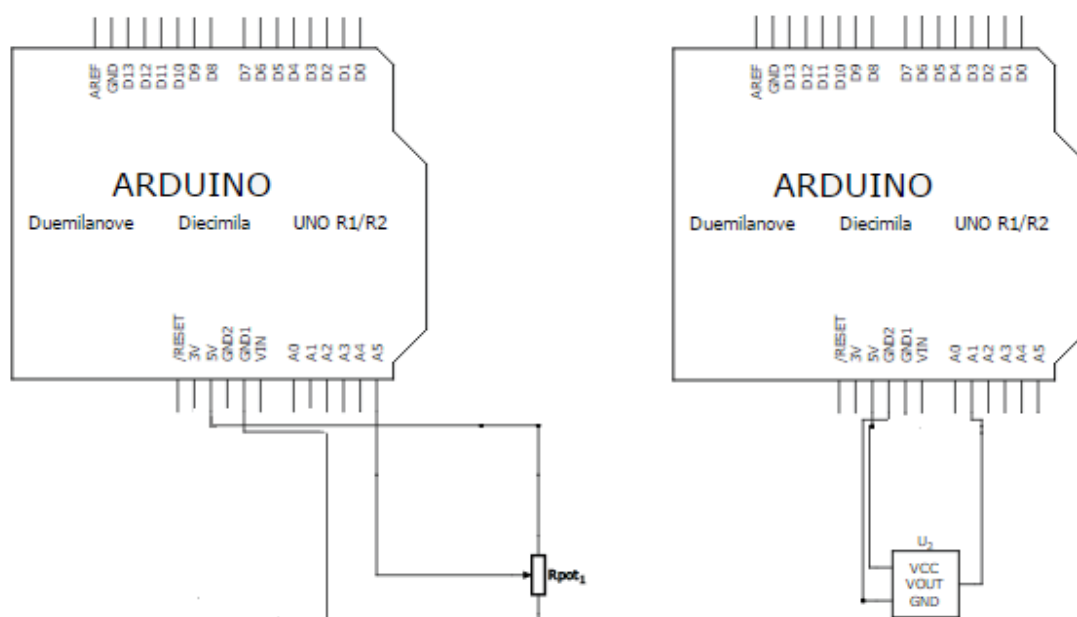 AREF GND D13 D12 D11 D10 D9 D8 D7 D6 D5 D4 D3 D2 D1 D0
ARDUINO
Duemilanove Diecimila UNO R1/R2
/RESET 3V 5V GND2 GND1 VIN A0 A1 A2 A3 A4 A5
Rpot1
AREF GND D13 D12 D11 D10 D9 D8 D7 D6 D5 D4 D3 D2 D1 D0
ARDUINO
Duemilanove Diecimila UNO R1/R2
/RESET 3V 5V GND2 GND1 VIN A0 A1 A2 A3 A4 A5
U2
VCC
VOUT
GND